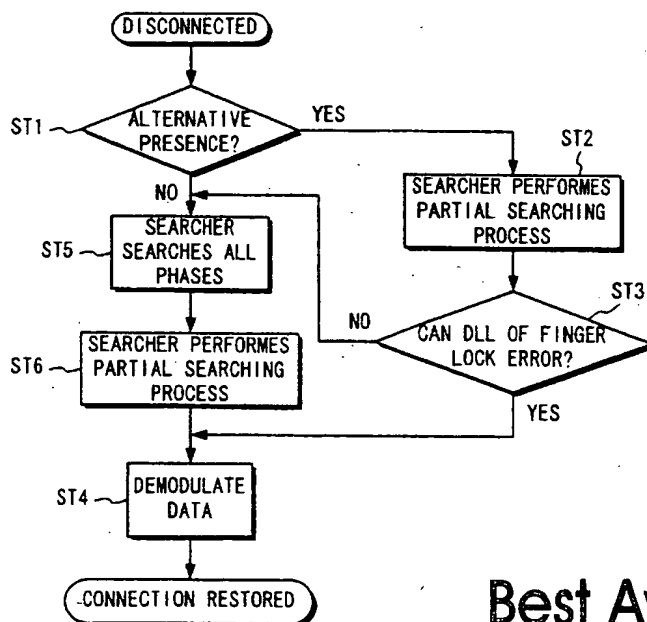 DISCONNECTED
ST1
ALTERNATIVE
PRESENCE?
YES
ST2
NO
SEARCHER PERFORMES
PARTIAL SEARCHING
PROCESS
ST5
SEARCHER
SEARCHES ALL
PHASES
ST3
NO
CAN DLL OF FINGER
LOCK ERROR?
ST6
SEARCHER PERFORMES
PARTIAL SEARCHING
PROCESS
YES
ST4
DEMODULATE
DATA
CONNECTION RESTORED
Best